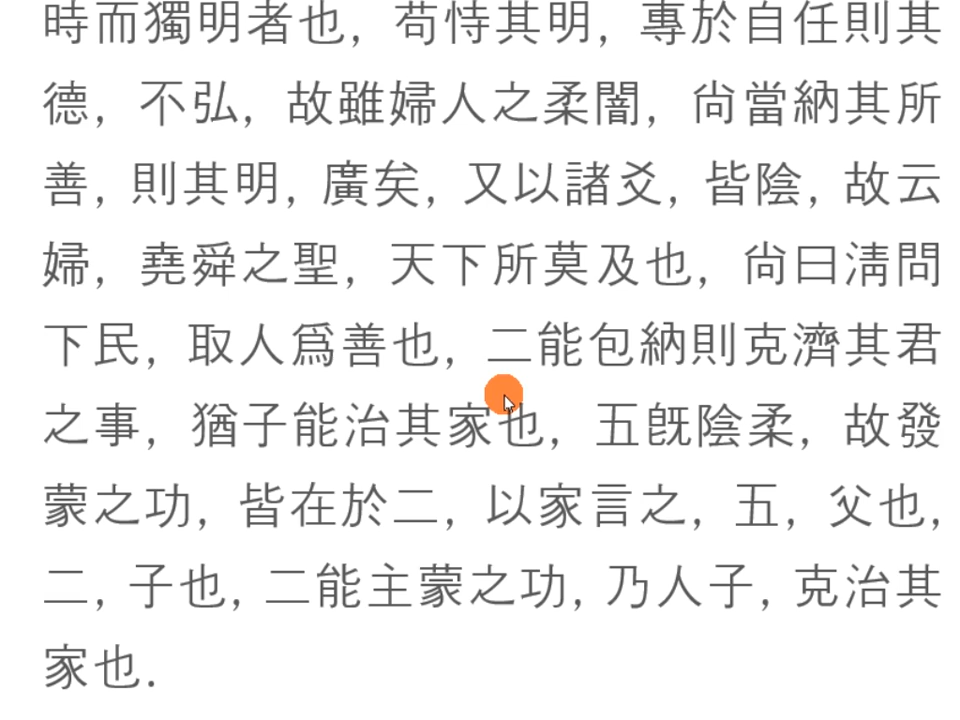 時而獨明者也, 苟恃其明, 專於自任則其
德, 不弘, 故雖婦人之柔闇, 尙當納其所
善, 則其明, 廣矣, 又以諸爻, 皆陰, 故云
婦, 堯舜之聖, 天下所莫及也, 尙曰淸問
下民, 取人爲善也, 二能包納則克濟其君
之事, 猶子能治其家也, 五旣陰柔, 故發
蒙之功, 皆在於二, 以家言之, 五, 父也,
二, 子也, 二能主蒙之功, 乃人子, 克治其
家也.